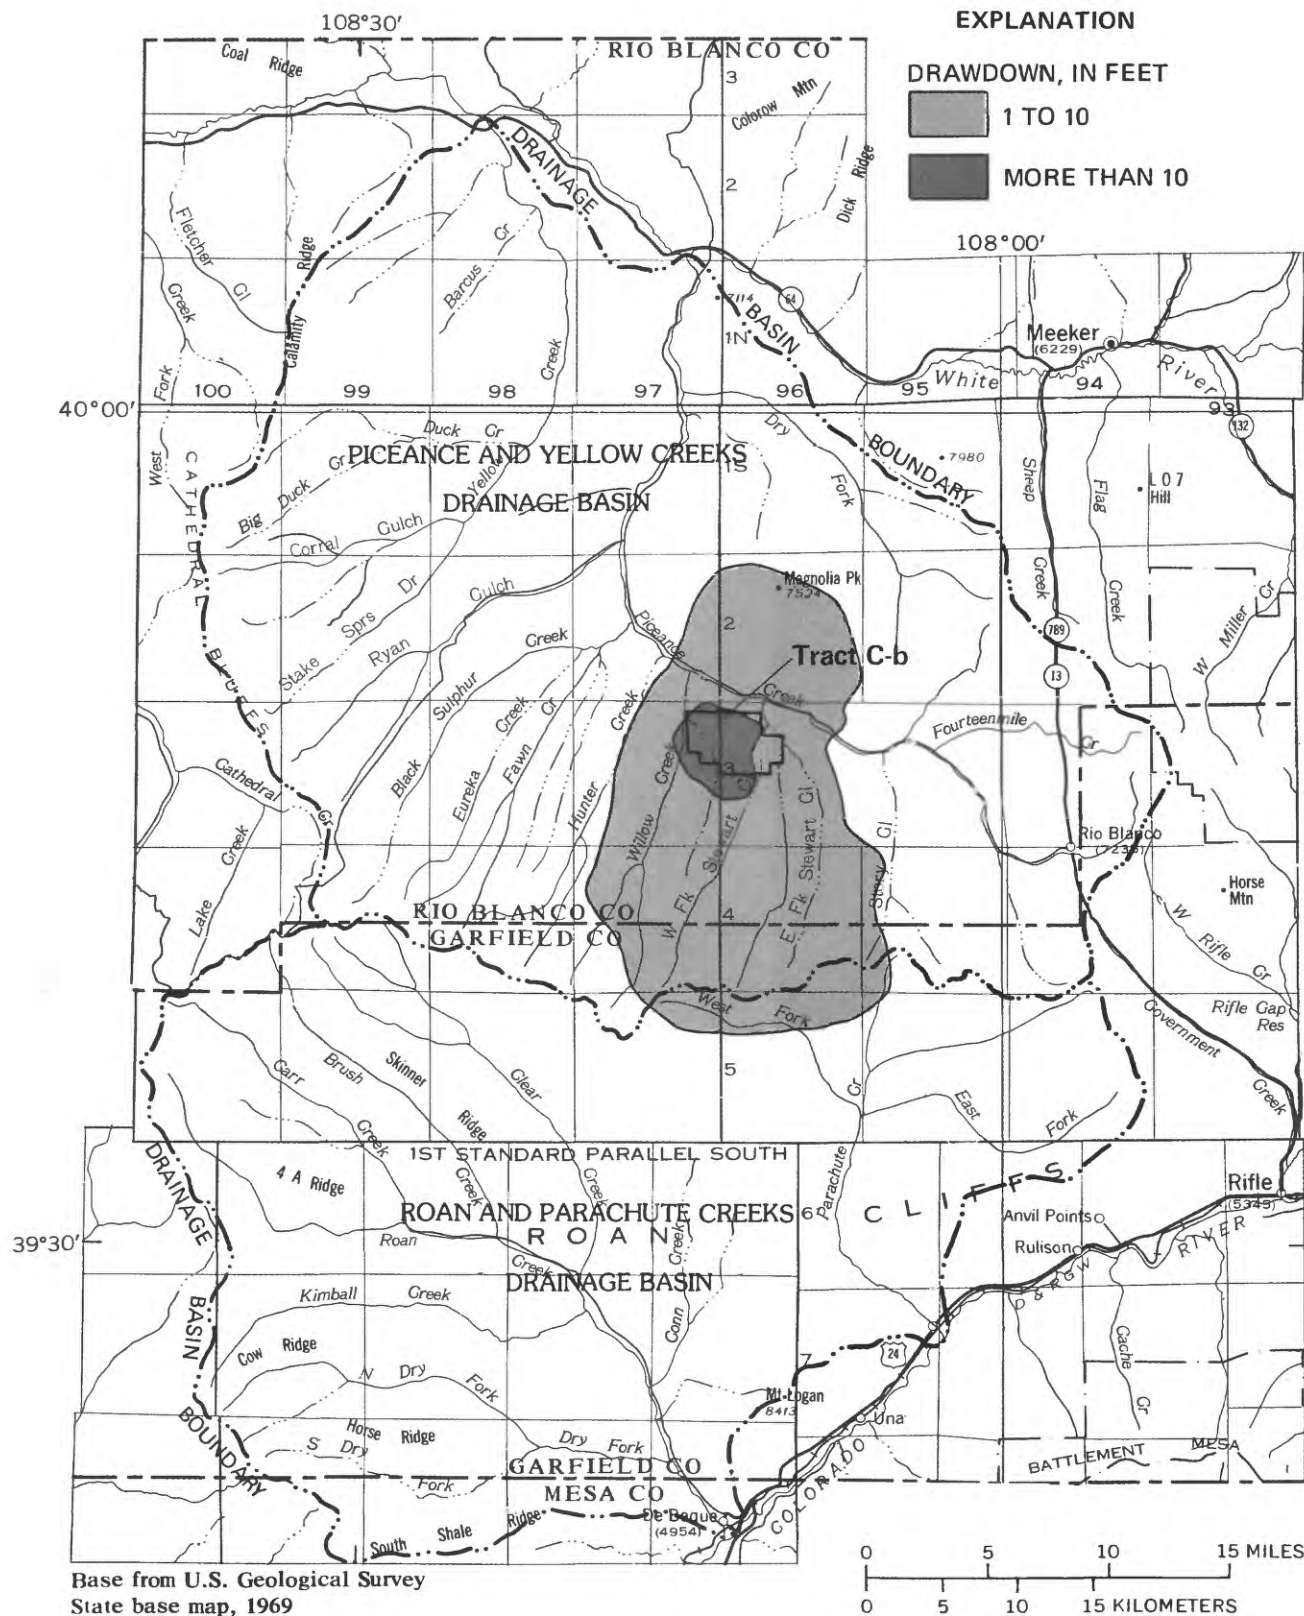 EXPLANATION
DRAWDOWN, IN FEET
1 TO 10
MORE THAN 10
108°30'
108°00'
RIO BLANCO CO
Coal Ridge
3
Colorow Mtn
DRAINAGE
2
Dick Ridge
Fletcher Gl
Creek
Calamity Ridge
Barcus Cr
7114
64
BASIN
1N
Meeker
(6229)
West Fork
Creek
100
99
98
97
96
95
White
94
River
93
40°00'
132
Duck Cr
Dry
BOUNDARY
7980
PICEANCE AND YELLOW CREEKS
1S
West
CATHEDRAL
Big Duck Cr
Yellow
Fork
Sheep
Flag
LO7
Hill
DRAINAGE BASIN
Corral Gulch
Creek
Creek
W Miller Cr
Magnolia Pk
7524
Stake Sprs Dr
Ryan Gulch
2
Piceance
789
Tract C-b
BLUFFS
Black Sulphur Creek
13
Creek
Creek
Fourteenmile
Cr
Cathedral
Cr
Eureka Creek
Fawn Cr
Hunter
Willow Creek
3
W Fk Stewart
E Fk Stewart Gl
Story Gl
Rio Blanco
(7235)
Lake Creek
Horse
Mtn
RIO BLANCO CO
4
GARFIELD CO
W Rifle Cr
West Fork
Rifle Gap
Res
Government
Creek
Carr
Brush
Skinner
Clear
5
Cr
East
Fork
Creek
Ridge
1ST STANDARD PARALLEL SOUTH
DRAINAGE
4 A Ridge
Creek
Creek
Parachute
CLIFFS
Rifle
(5345)
ROAN AND PARACHUTE CREEKS
6
Anvil Points
39°30'
Roan
ROAN
Creek
Rulison
RIVER
Creek
DRAINAGE BASIN
D & RGW
Kimball Creek
BASIN
Conn
Cow Ridge
N Dry Fork
7
24
Cache
Cr
Mt Logan
8413
Una
BOUNDARY
Horse Ridge
S Dry
Dry Fork
BATTLEMENT MESA
GARFIELD CO
Fork
MESA CO
COLORADO
De Beque
(4954)
South Shale Ridge
0 5 10 15 MILES
0 5 10 15 KILOMETERS
Base from U.S. Geological Survey
State base map, 1969